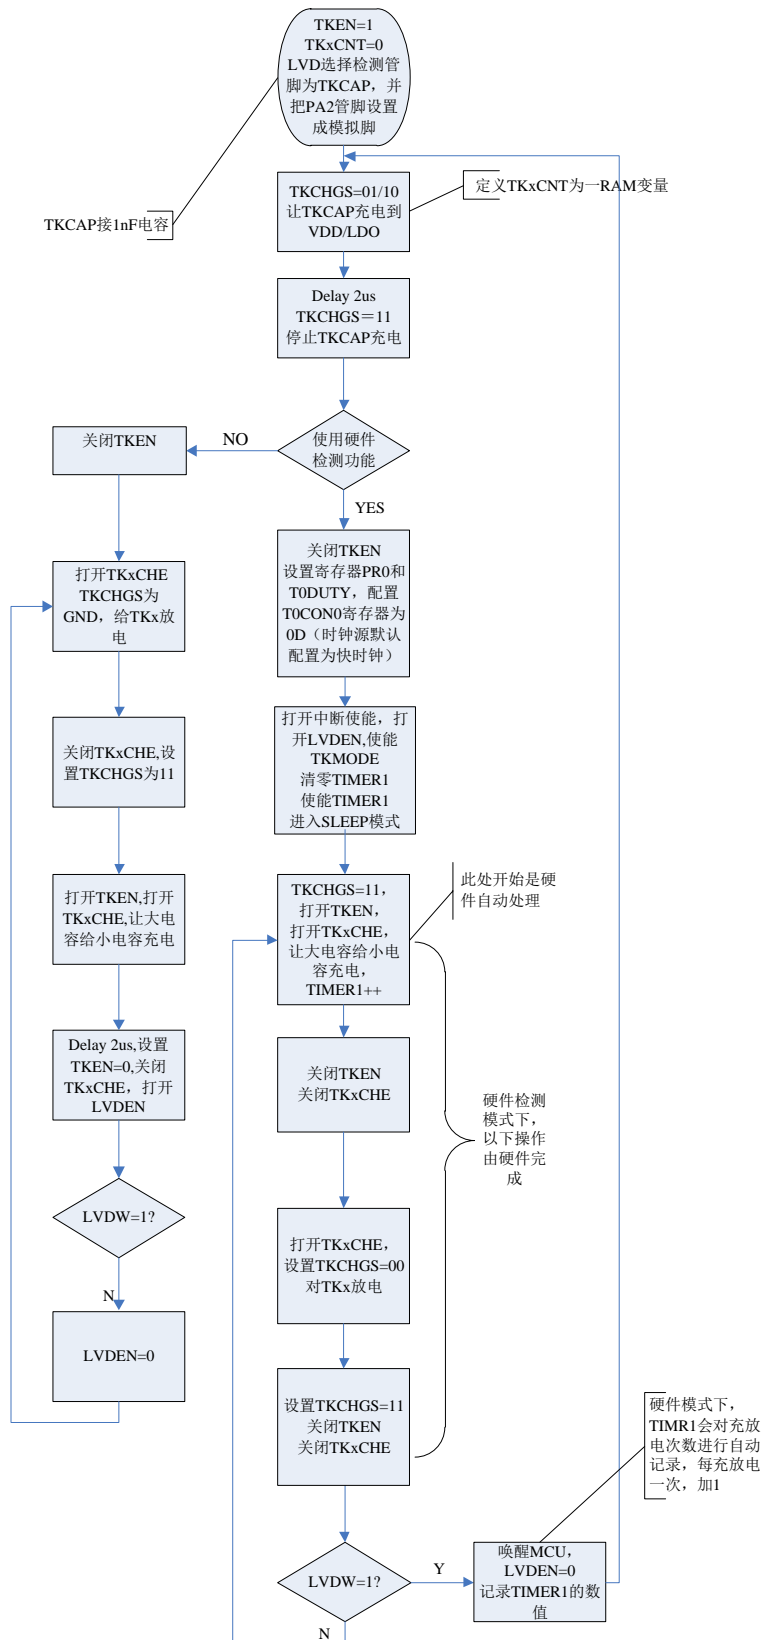 TKEN=1
TKxCNT=0
LVD选择检测管
脚为TKCAP，并
把PA2管脚设置
成模拟脚
TKCHGS=01/10
让TKCAP充电到
VDD/LDO
定义TKxCNT为一RAM变量
TKCAP接1nF电容
Delay 2us
TKCHGS＝11
停止TKCAP充电
使用硬件
检测功能
NO
YES
关闭TKEN
打开TKxCHE
TKCHGS为
GND，给TKx放
电
关闭TKxCHE,设
置TKCHGS为11
打开TKEN,打开
TKxCHE,让大电
容给小电容充电
Delay 2us,设置
TKEN=0,关闭
TKxCHE，打开
LVDEN
LVDW=1?
N
LVDEN=0
关闭TKEN
设置寄存器PR0和
T0DUTY，配置
T0CON0寄存器为
0D（时钟源默认
配置为快时钟）
打开中断使能，打
开LVDEN,使能
TKMODE
清零TIMER1
使能TIMER1
进入SLEEP模式
TKCHGS=11，
打开TKEN，
打开TKxCHE，
让大电容给小电
容充电，
TIMER1++
此处开始是硬
件自动处理
关闭TKEN
关闭TKxCHE
硬件检测
模式下，
以下操作
由硬件完
成
打开TKxCHE，
设置TKCHGS=00
对TKx放电
设置TKCHGS=11
关闭TKEN
关闭TKxCHE
硬件模式下，
TIMR1会对充放
电次数进行自动
记录，每充放电
一次，加1
LVDW=1?
Y
N
唤醒MCU，
LVDEN=0
记录TIMER1的数
值